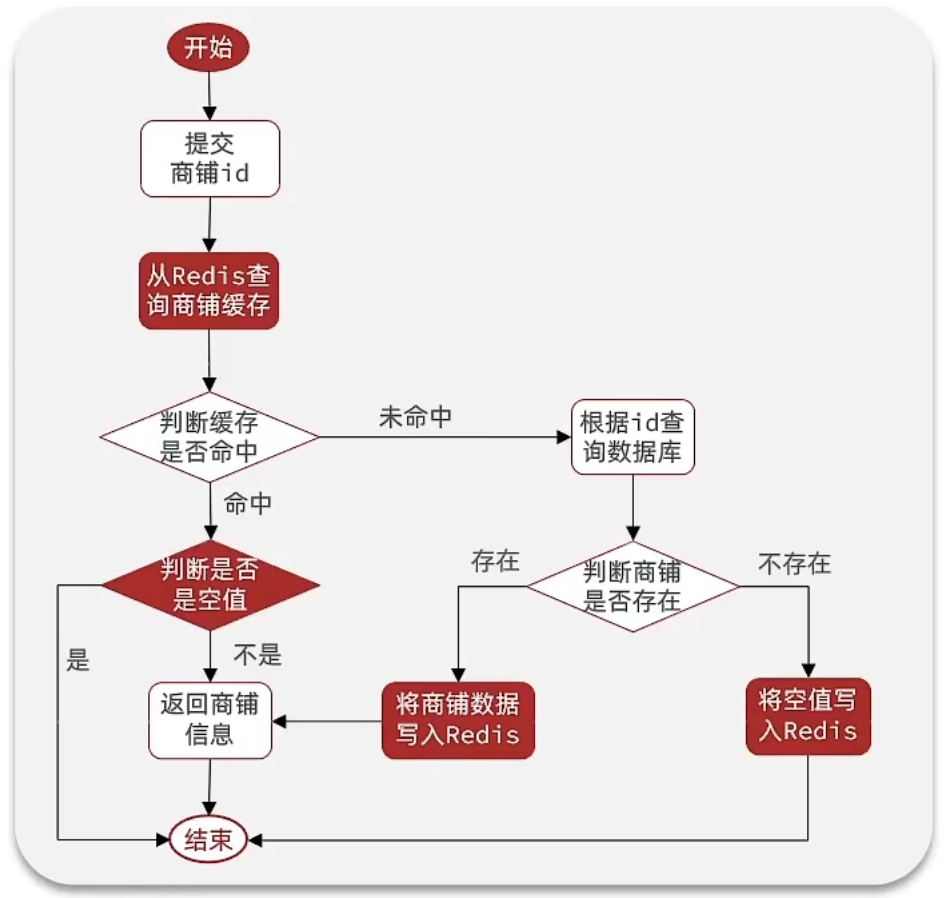 开始
提交
商铺id
从Redis查
询商铺缓存
判断缓存
是否命中
未命中
根据id查
询数据库
命中
判断是否
是空值
存在
判断商铺
是否存在
不存在
是
不是
返回商铺
信息
将商铺数据
写入Redis
将空值写
入Redis
结束